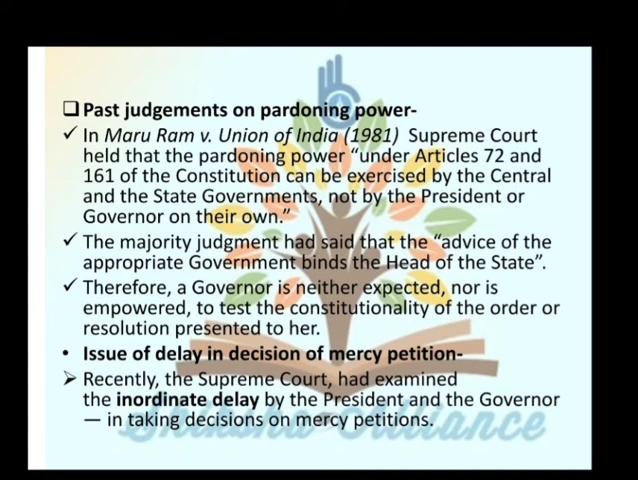 ❑ Past judgements on pardoning power-
✓ In Maru Ram v. Union of India (1981) Supreme Court
held that the pardoning power “under Articles 72 and
161 of the Constitution can be exercised by the Central
and the State Governments, not by the President or
Governor on their own.”
✓ The majority judgment had said that the “advice of the
appropriate Government binds the Head of the State”.
✓ Therefore, a Governor is neither expected, nor is
empowered, to test the constitutionality of the order or
resolution presented to her.
• Issue of delay in decision of mercy petition-
➢ Recently, the Supreme Court, had examined
the inordinate delay by the President and the Governor
— in taking decisions on mercy petitions.
Shiksha Alliance